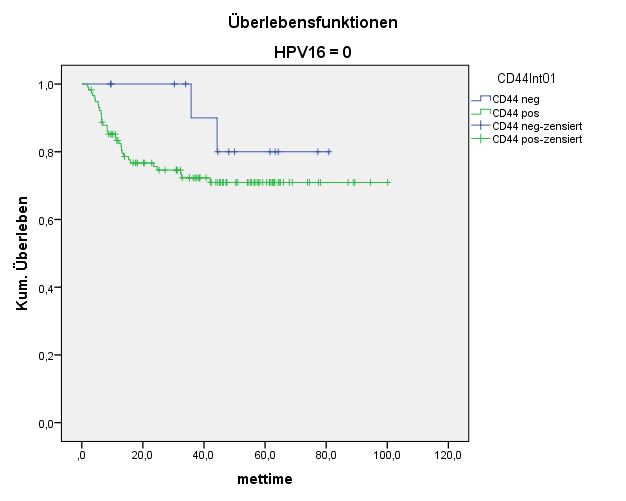 Überlebensfunktionen
HPV16 = 0
CD44Int01
CD44 neg
CD44 pos
CD44 neg-zensiert
CD44 pos-zensiert
Kum. Überleben
1,0
0,8
0,6
0,4
0,2
0,0
,0 20,0 40,0 60,0 80,0 100,0 120,0
mettime